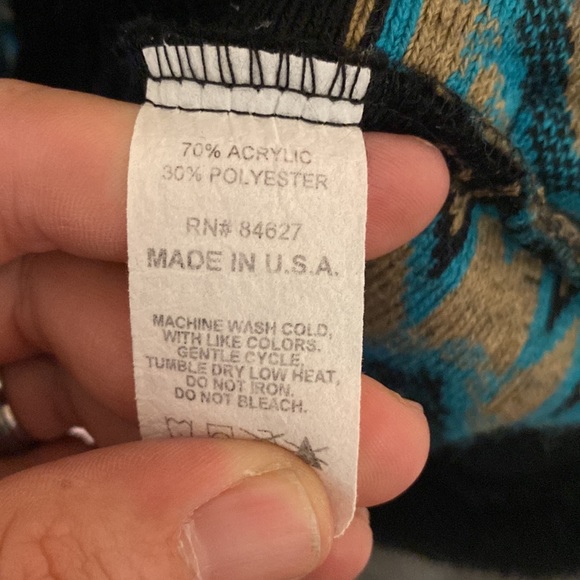 70% ACRYLIC
30% POLYESTER
RN# 84627
MADE IN U.S.A.
MACHINE WASH COLD,
WITH LIKE COLORS.
GENTLE CYCLE,
TUMBLE DRY LOW HEAT,
DO NOT IRON.
DO NOT BLEACH.